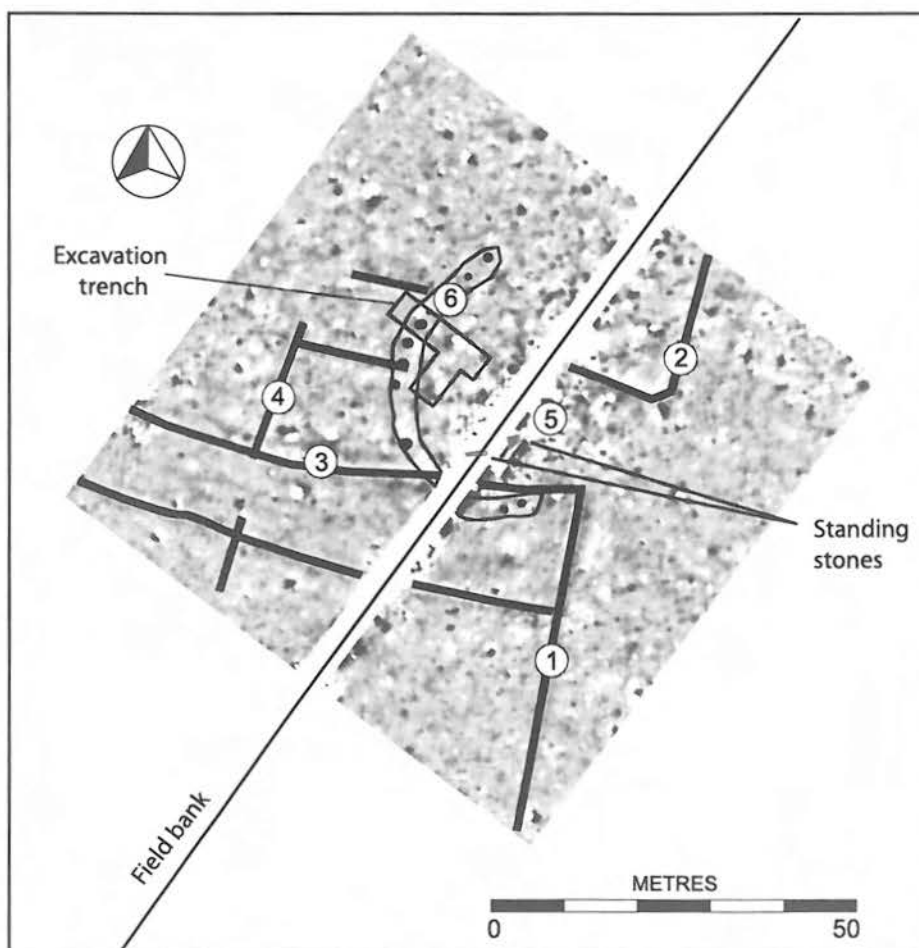 Excavation
trench
6
2
4
5
3
Standing
stones
1
Field bank
METRES
0 50